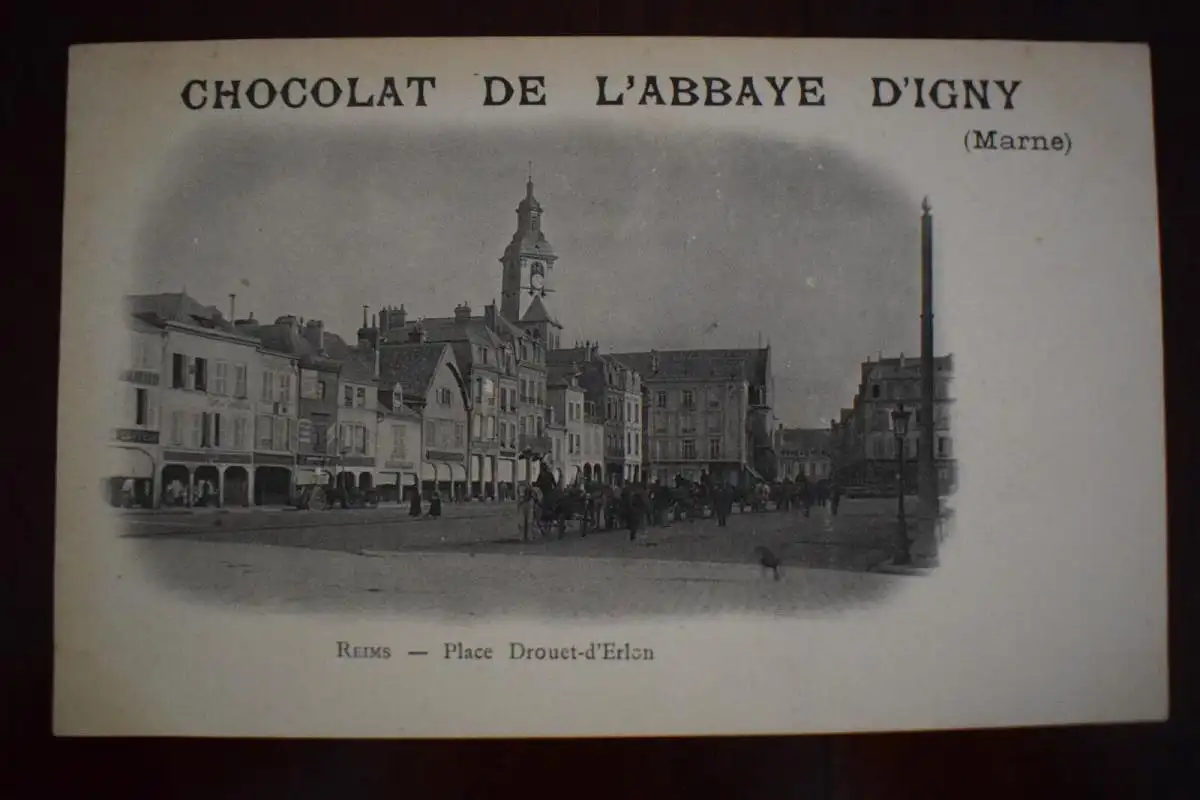 CHOCOLAT DE L'ABBAYE D'IGNY
(Marne)
REIMS — Place Drouet-d'Erlon